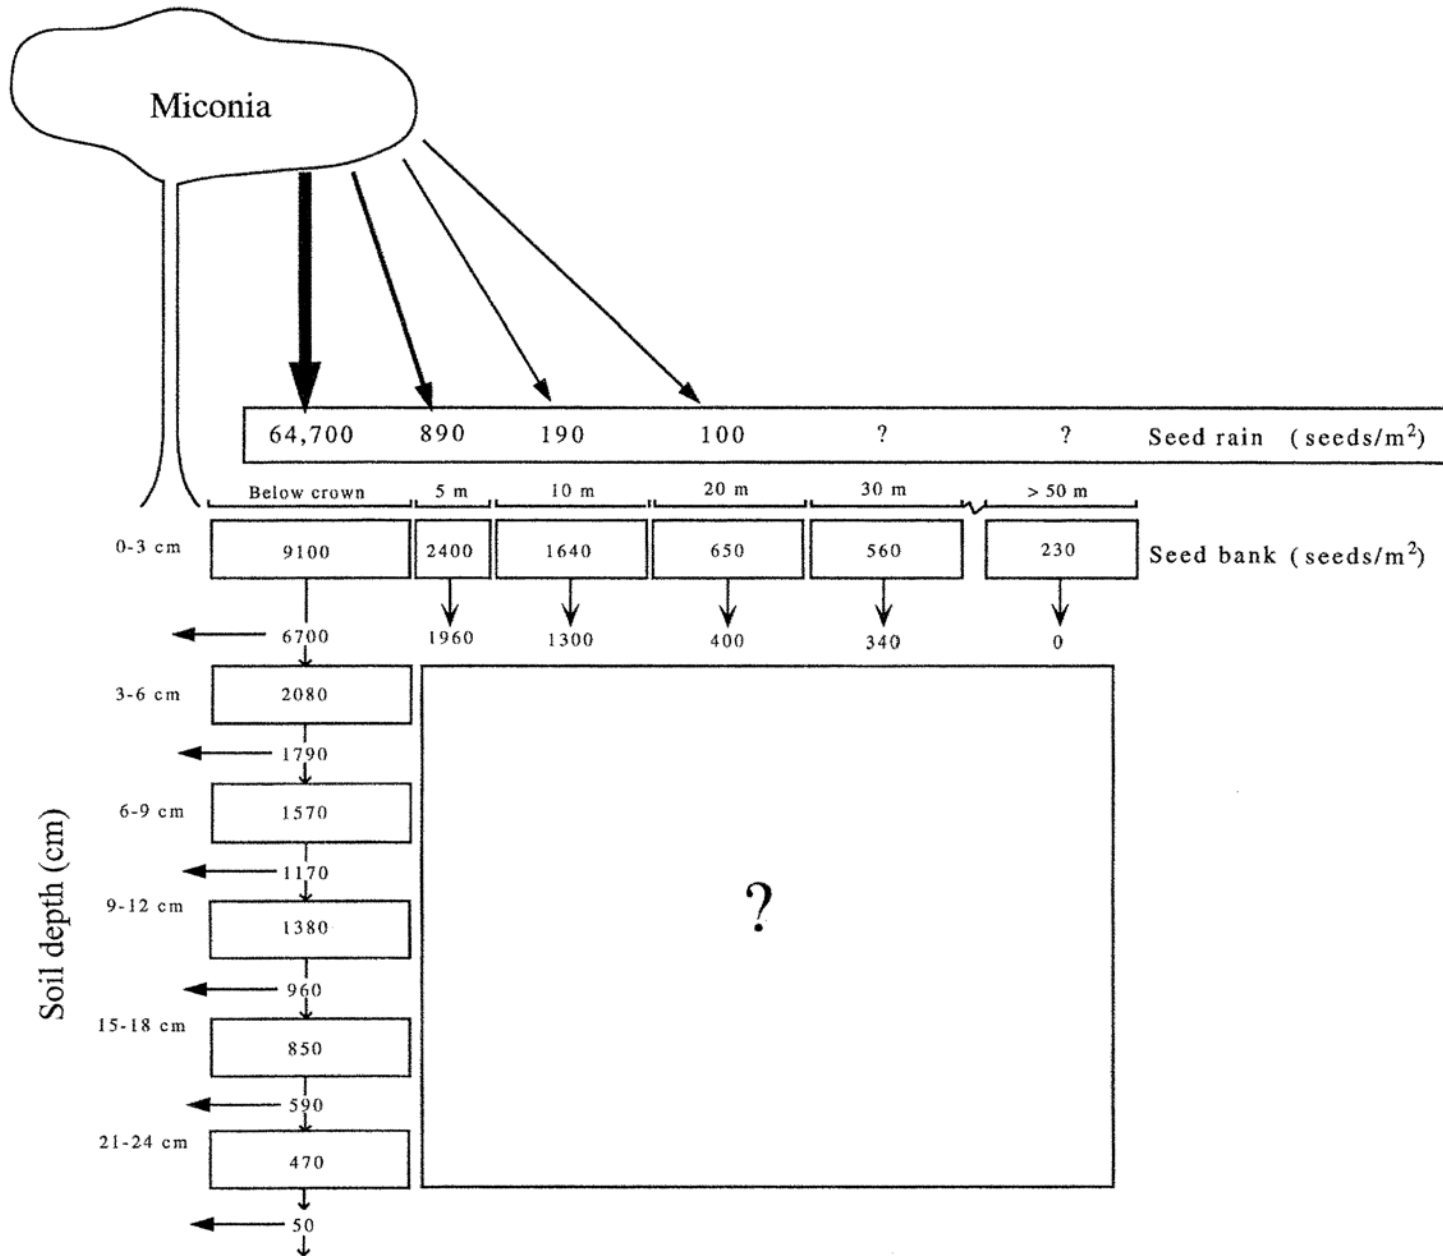 Miconia
64,700 890 190 100 ? ? Seed rain (seeds/m²)
Below crown 5 m 10 m 20 m 30 m > 50 m
0-3 cm 9100 2400 1640 650 560 230 Seed bank (seeds/m²)
6700 1960 1300 400 340 0
3-6 cm 2080
1790
6-9 cm 1570
1170
9-12 cm 1380
?
960
15-18 cm 850
590
21-24 cm 470
50
Soil depth (cm)